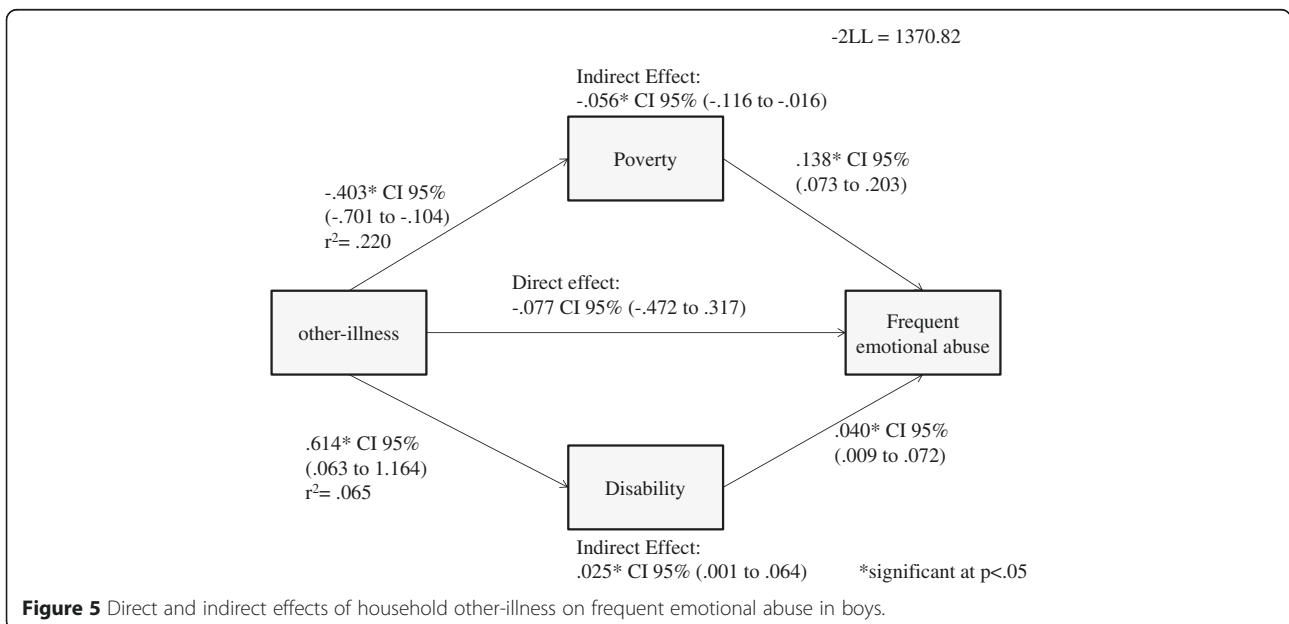 -2LL = 1370.82
Indirect Effect:
-.056* CI 95% (-.116 to -.016)
Poverty
.138* CI 95%
(.073 to .203)
-.403* CI 95%
(-.701 to -.104)
r²= .220
Direct effect:
-.077 CI 95% (-.472 to .317)
other-illness
Frequent
emotional abuse
.614* CI 95%
(.063 to 1.164)
r²= .065
.040* CI 95%
(.009 to .072)
Disability
Indirect Effect:
.025* CI 95% (.001 to .064)
*significant at p<.05
Figure 5 Direct and indirect effects of household other-illness on frequent emotional abuse in boys.